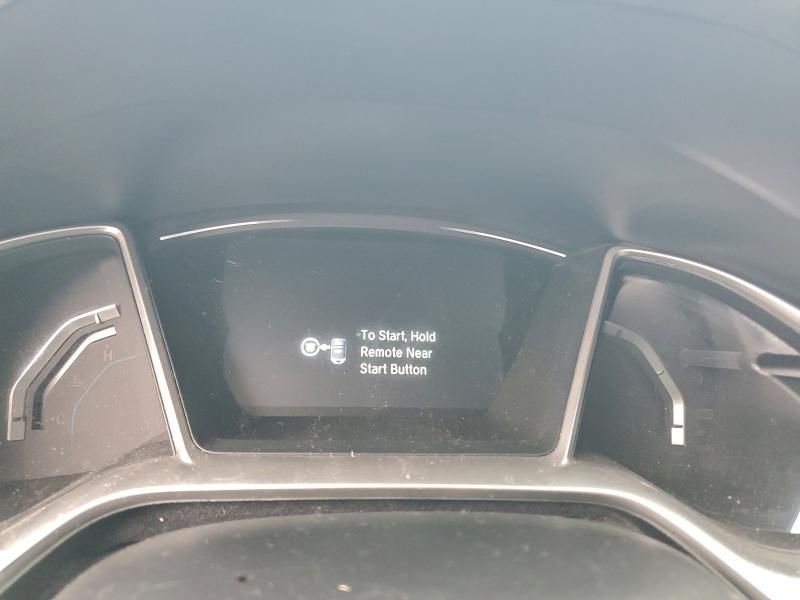 To Start, Hold
Remote Near
Start Button
H
C